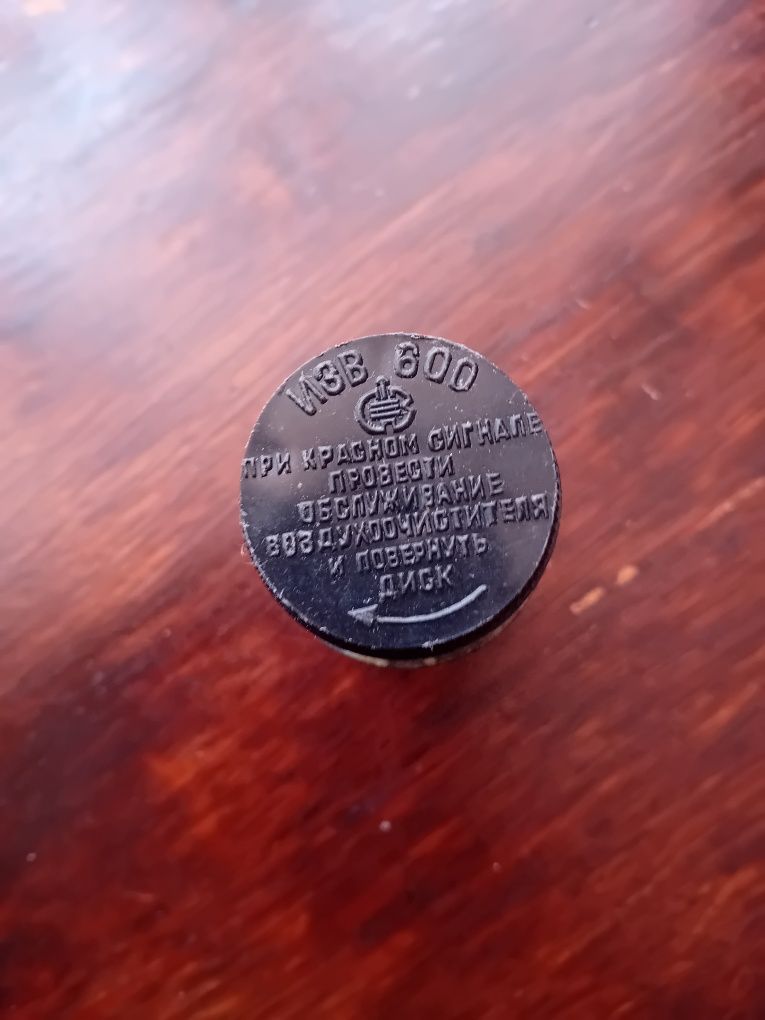 ИЗВ 600
ПРИ КРАСНОМ СИГНАЛЕ
ПРОВЕСТИ
ОБСЛУЖИВАНИЕ
ВОЗДУХООЧИСТИТЕЛЯ
И ПОВЕРНУТЬ
ДИСК